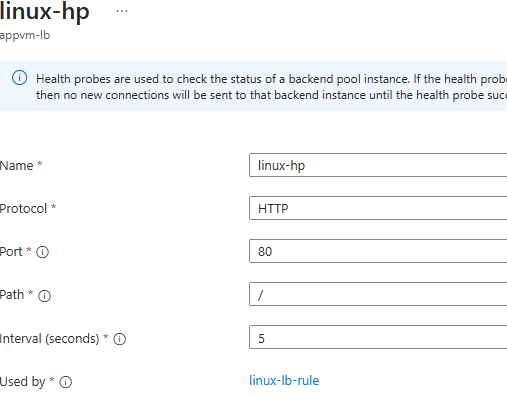 linux-hp ...
appvm-lb
Health probes are used to check the status of a backend pool instance. If the health probe
then no new connections will be sent to that backend instance until the health probe suc
Name * linux-hp
Protocol * HTTP
Port * 80
Path * /
Interval (seconds) * 5
Used by * linux-lb-rule